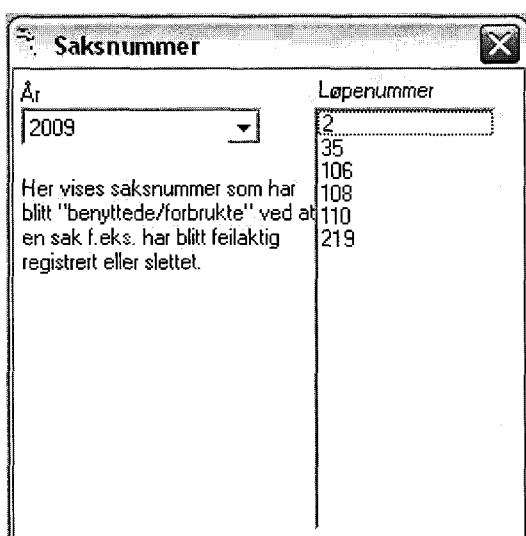 Saksnummer
År
2009
Her vises saksnummer som har
blitt "benyttede/forbrukte" ved at
en sak f.eks. har blitt feilaktig
registrert eller slettet.
Løpenummer
2
35
106
108
110
219